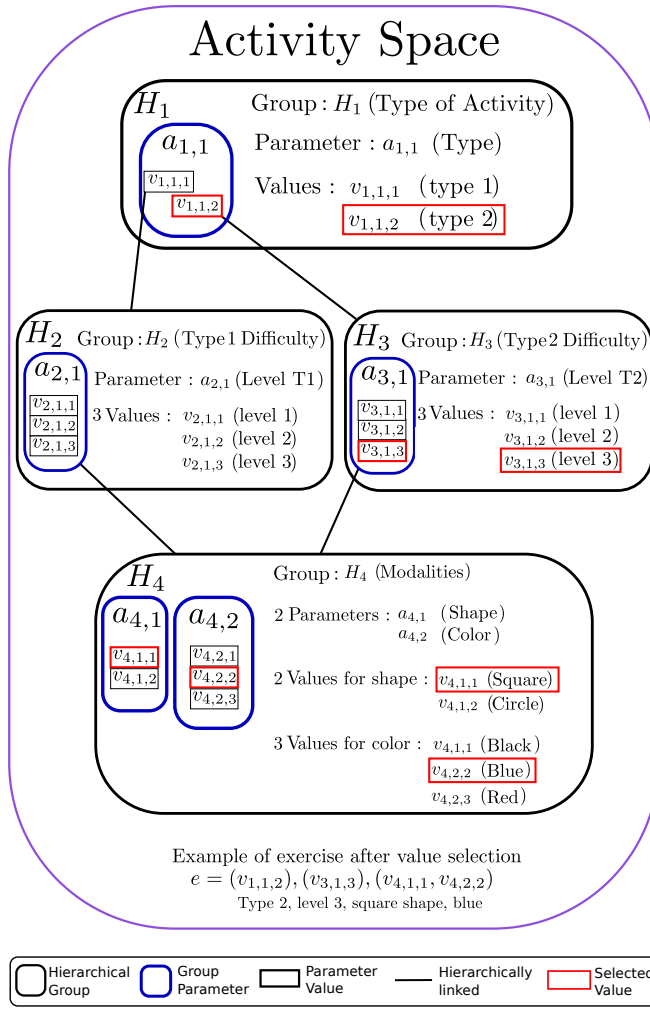 Activity Space
H1
Group : H1 (Type of Activity)
a1,1
Parameter : a1,1 (Type)
v1,1,1
v1,1,2
Values : v1,1,1 (type 1)
v1,1,2 (type 2)
H2
Group : H2 (Type 1 Difficulty)
a2,1
Parameter : a2,1 (Level T1)
v2,1,1
v2,1,2
v2,1,3
3 Values : v2,1,1 (level 1)
v2,1,2 (level 2)
v2,1,3 (level 3)
H3
Group : H3 (Type 2 Difficulty)
a3,1
Parameter : a3,1 (Level T2)
v3,1,1
v3,1,2
v3,1,3
3 Values : v3,1,1 (level 1)
v3,1,2 (level 2)
v3,1,3 (level 3)
H4
Group : H4 (Modalities)
a4,1
a4,2
2 Parameters : a4,1 (Shape)
a4,2 (Color)
v4,1,1
v4,1,2
v4,2,1
v4,2,2
v4,2,3
2 Values for shape : v4,1,1 (Square)
v4,1,2 (Circle)
3 Values for color : v4,1,1 (Black)
v4,2,2 (Blue)
v4,2,3 (Red)
Example of exercise after value selection
e = (v1,1,2), (v3,1,3), (v4,1,1, v4,2,2)
Type 2, level 3, square shape, blue
Hierarchical
Group
Group
Parameter
Parameter
Value
Hierarchically
linked
Selected
Value